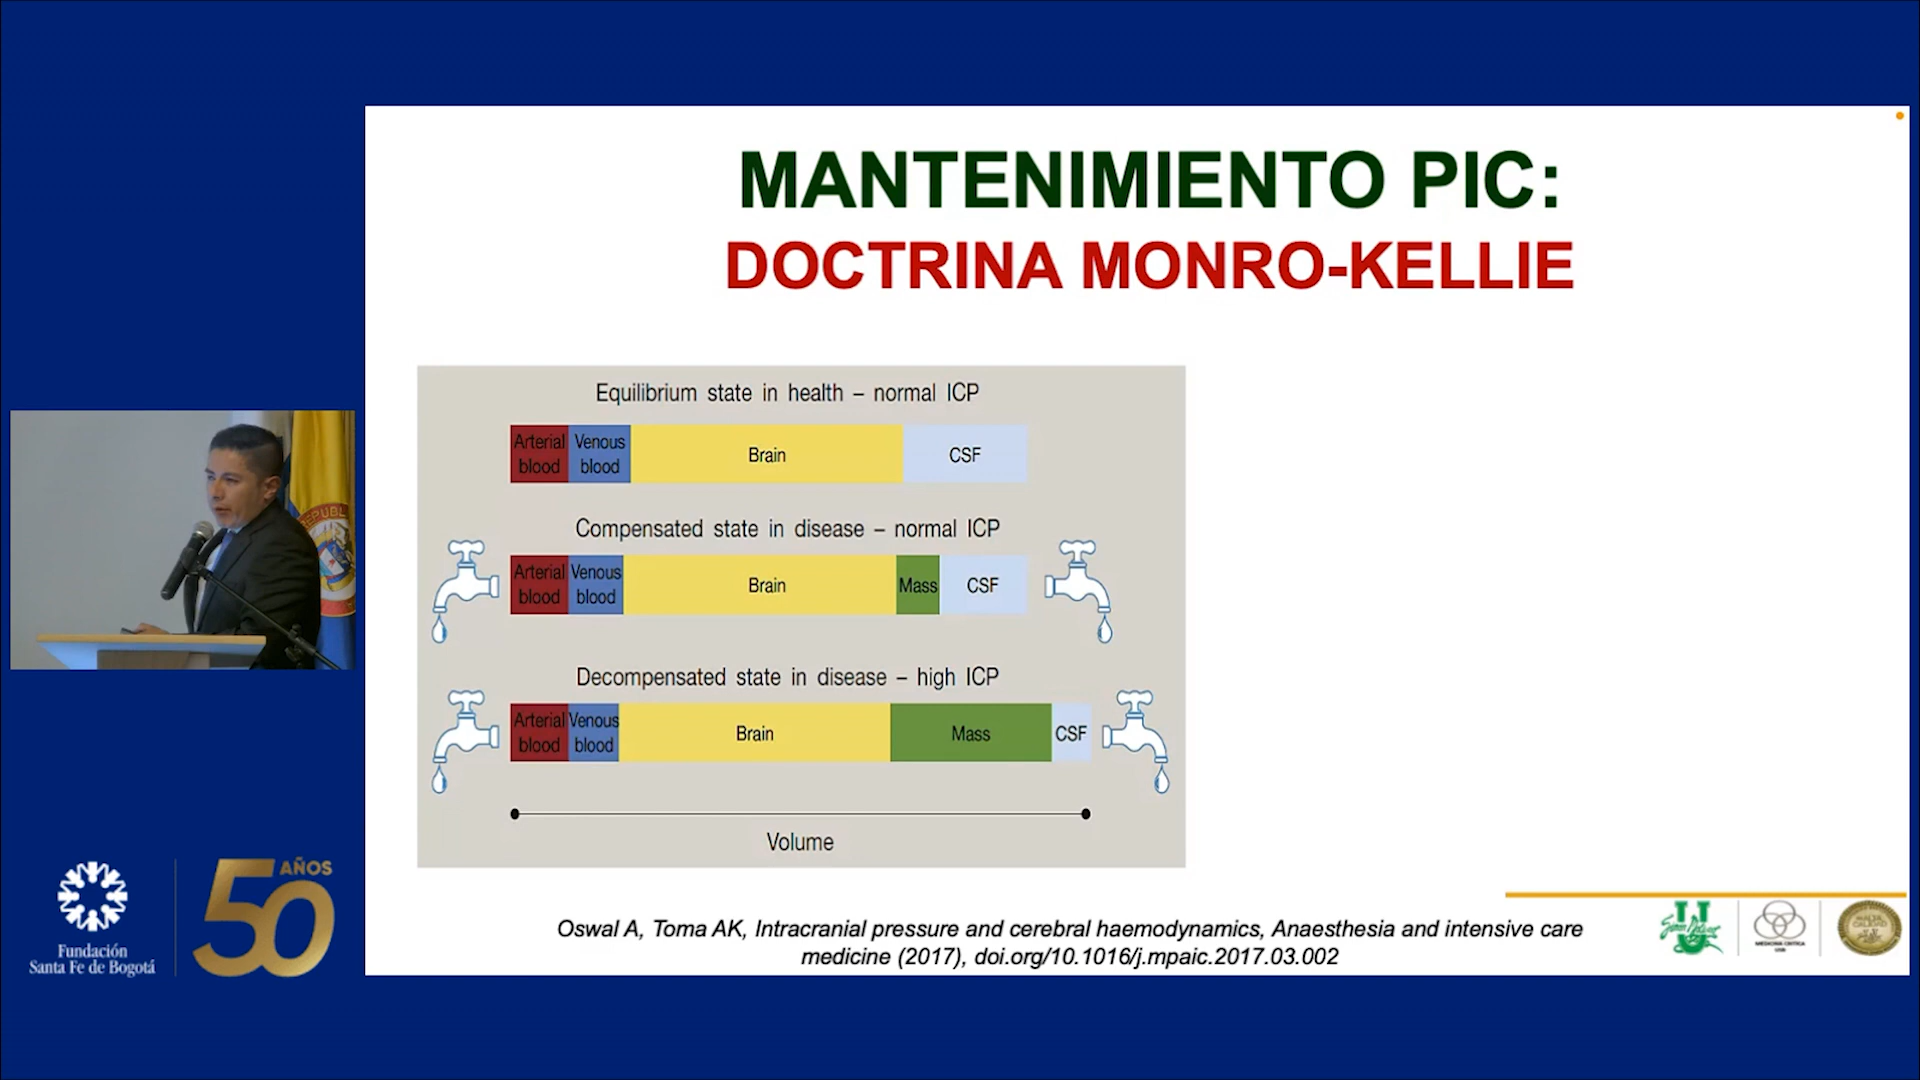 MANTENIMIENTO PIC:
DOCTRINA MONRO-KELLIE
Equilibrium state in health – normal ICP
Arterial blood
Venous blood
Brain
CSF
Compensated state in disease – normal ICP
Arterial blood
Venous blood
Brain
Mass
CSF
Decompensated state in disease – high ICP
Arterial blood
Venous blood
Brain
Mass
CSF
Volume
Oswal A, Toma AK, Intracranial pressure and cerebral haemodynamics, Anaesthesia and intensive care
medicine (2017), doi.org/10.1016/j.mpaic.2017.03.002
Fundación
Santa Fe de Bogotá
50 AÑOS
MEDICINA CRITICA